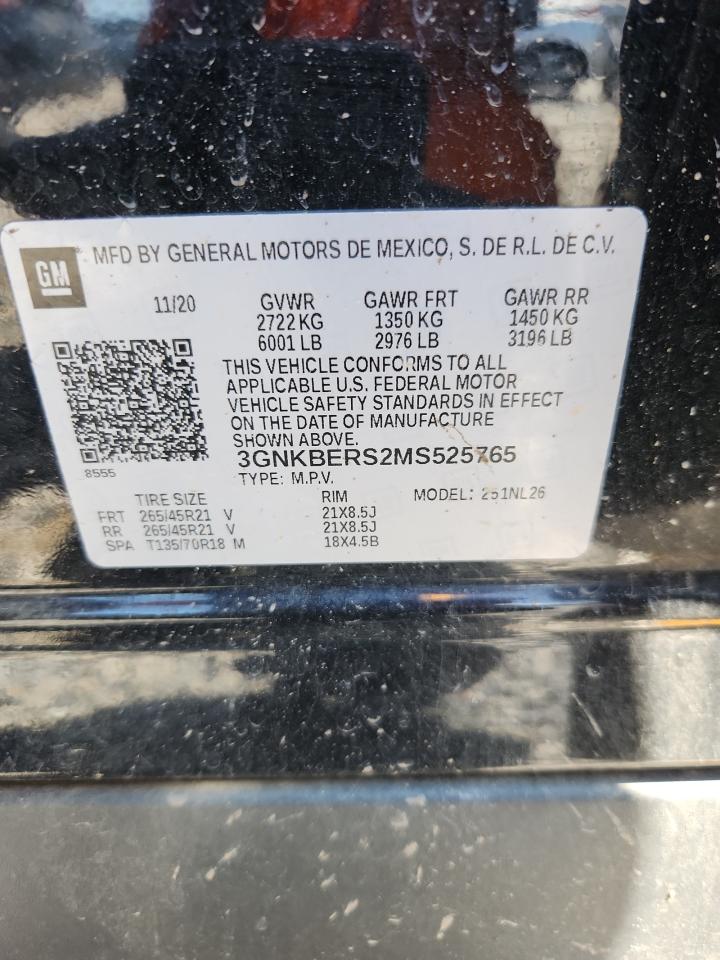 GM
MFD BY GENERAL MOTORS DE MEXICO, S. DE R.L. DE C.V.
11/20 GVWR GAWR FRT GAWR RR
2722 KG 1350 KG 1450 KG
6001 LB 2976 LB 3196 LB
THIS VEHICLE CONFORMS TO ALL
APPLICABLE U.S. FEDERAL MOTOR
VEHICLE SAFETY STANDARDS IN EFFECT
ON THE DATE OF MANUFACTURE
SHOWN ABOVE.
3GNKBERS2MS525765
8555
TYPE: M.P.V.
TIRE SIZE RIM MODEL: 251NL26
FRT 265/45R21 V 21X8.5J
RR 265/45R21 V 21X8.5J
SPA T135/70R18 M 18X4.5B